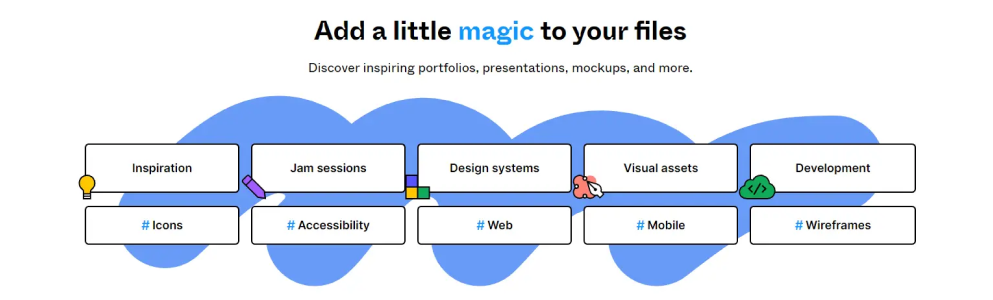 Add a little magic to your files
Discover inspiring portfolios, presentations, mockups, and more.
Inspiration
Jam sessions
Design systems
Visual assets
Development
# Icons
# Accessibility
# Web
# Mobile
# Wireframes